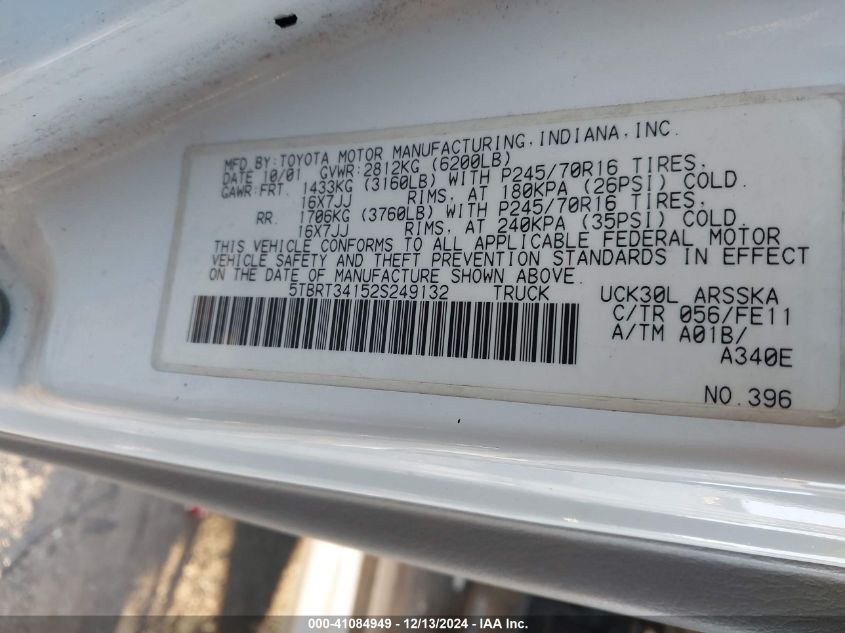 MFD.BY:TOYOTA MOTOR MANUFACTURING,INDIANA,INC.
DATE 10/01 GVWR:2812KG (6200LB)
GAWR:FRT. 1433KG (3160LB) WITH P245/70R16 TIRES,
16X7JJ RIMS, AT 180KPA (26PSI) COLD.
RR. 1706KG (3760LB) WITH P245/70R16 TIRES,
16X7JJ RIMS, AT 240KPA (35PSI) COLD.
THIS VEHICLE CONFORMS TO ALL APPLICABLE FEDERAL MOTOR
VEHICLE SAFETY AND THEFT PREVENTION STANDARDS IN EFFECT
ON THE DATE OF MANUFACTURE SHOWN ABOVE.
5TBRT34152S249132 TRUCK UCK30L ARSSKA
C/TR 056/FE11
A/TM A01B/
A340E
NO.396
000-41084949 - 12/13/2024 - IAAI.com